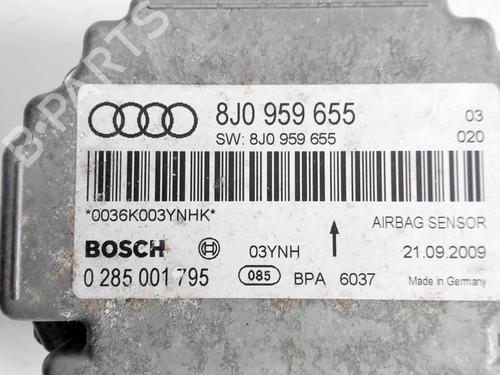 8J0 959 655
03
SW: 8J0 959 655
020
*0036K003YNHK*
AIRBAG SENSOR
BOSCH
03YNH
21.09.2009
0 285 001 795
085
BPA 6037
Made in Germany
B-PARTS